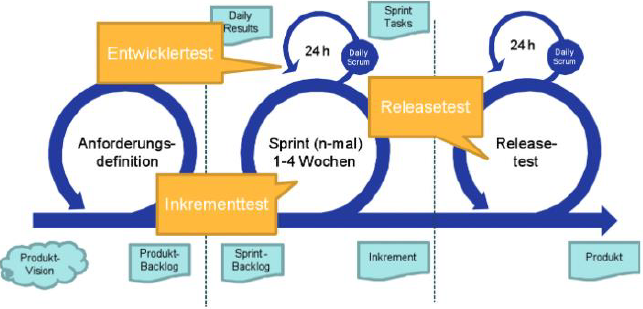 Daily
Results
Sprint
Tasks
Entwicklertest
24 h
Daily
Scrum
24 h
Daily
Scrum
Releasetest
Anforderungs-
definition
Sprint (n-mal)
1-4 Wochen
Release-
test
Inkrementtest
Produkt-
Vision
Produkt-
Backlog
Sprint-
Backlog
Inkrement
Produkt